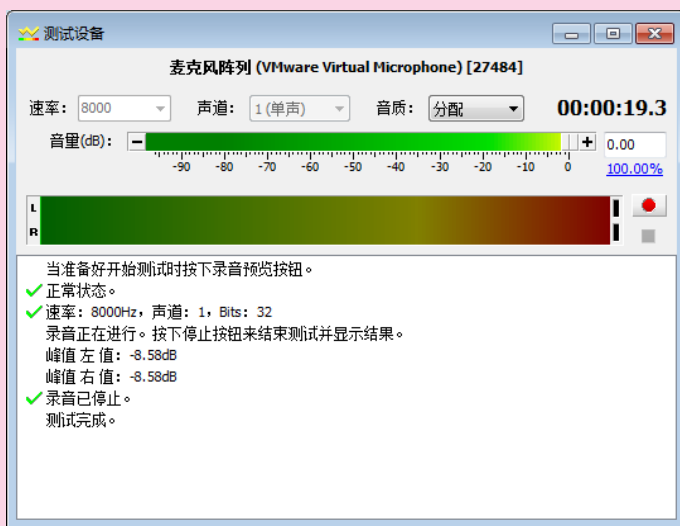 测试设备
麦克风阵列 (VMware Virtual Microphone) [27484]
速率: 8000 声道: 1(单声) 音质: 分配 00:00:19.3
音量(dB): 0.00
-90 -80 -70 -60 -50 -40 -30 -20 -10 0 100.00%
L
R
当准备好开始测试时按下录音预览按钮。
正常状态。
速率: 8000Hz, 声道: 1, Bits: 32
录音正在进行。按下停止按钮来结束测试并显示结果。
峰值 左 值: -8.58dB
峰值 右 值: -8.58dB
录音已停止。
测试完成。